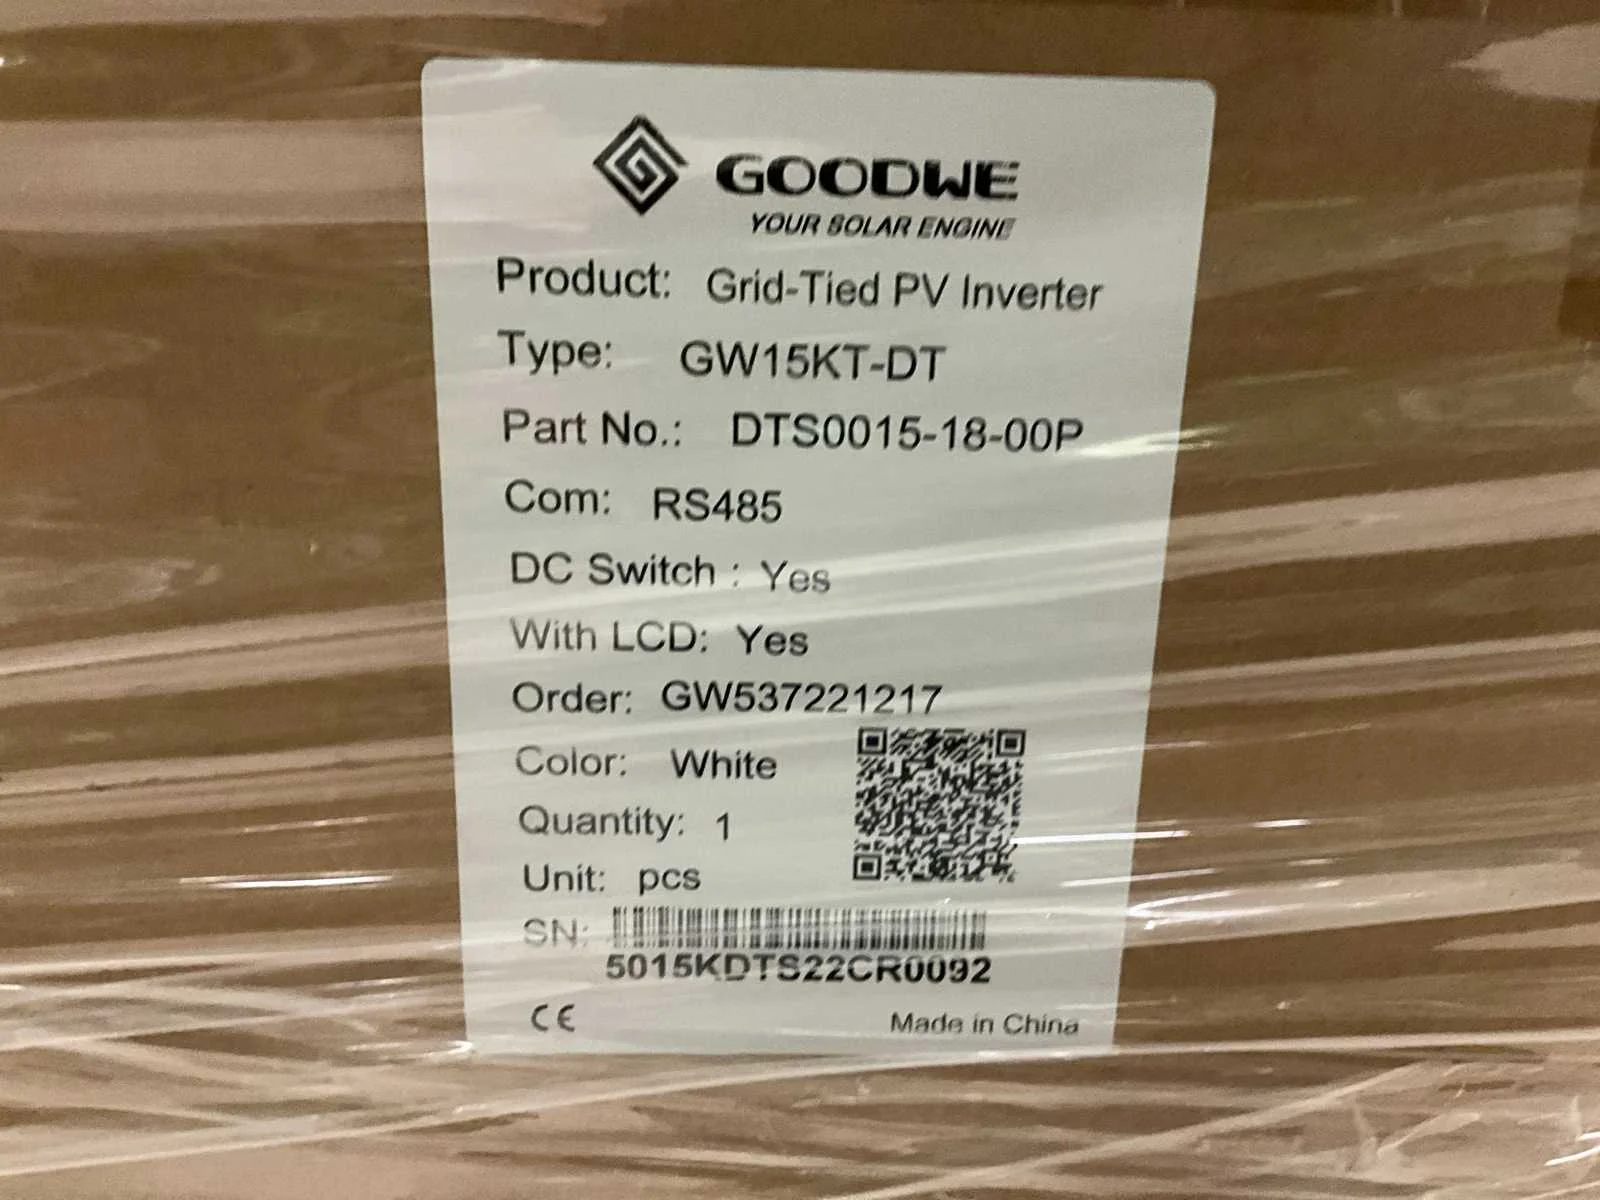 GOODWE
YOUR SOLAR ENGINE
Product: Grid-Tied PV Inverter
Type: GW15KT-DT
Part No.: DTS0015-18-00P
Com: RS485
DC Switch : Yes
With LCD: Yes
Order: GW537221217
Color: White
Quantity: 1
Unit: pcs
SN:
5015KDTS22CR0092
CE
Made in China